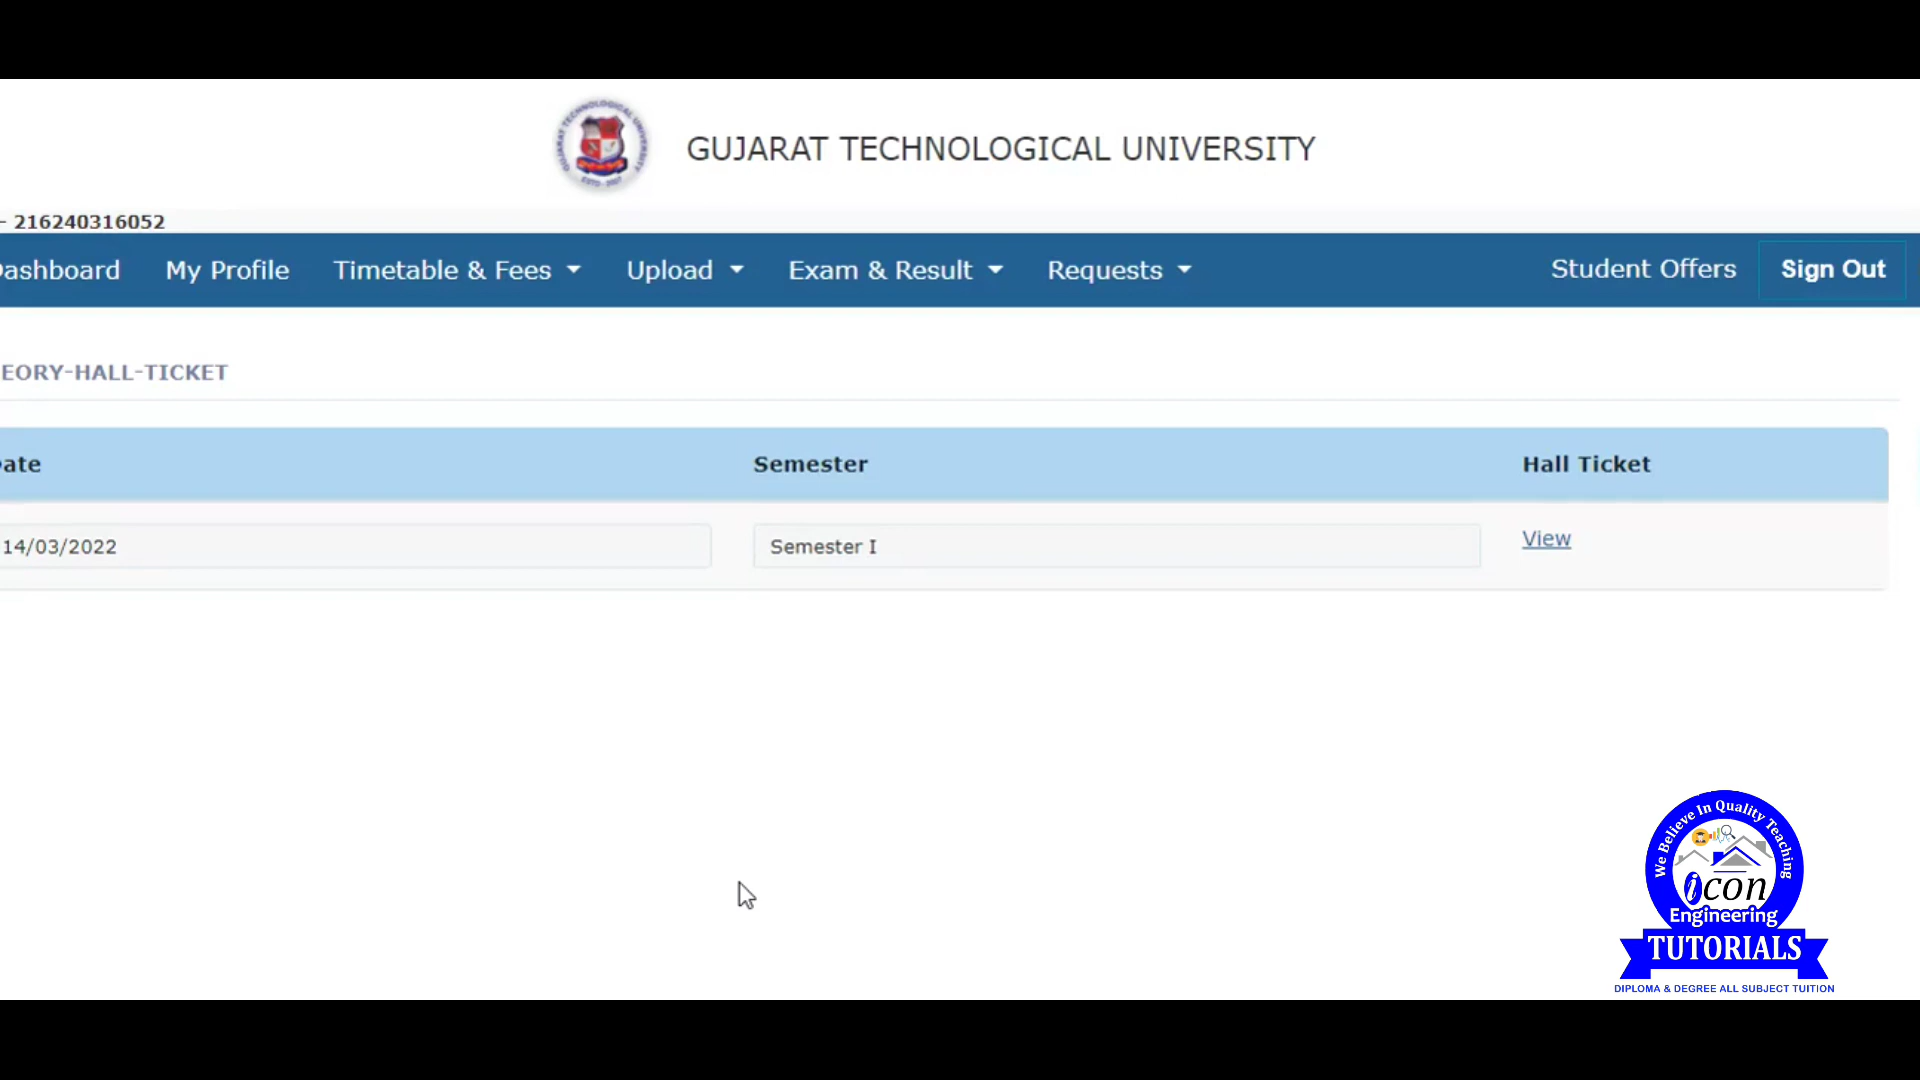 GUJARAT TECHNOLOGICAL UNIVERSITY
- 216240316052
Dashboard My Profile Timetable & Fees Upload Exam & Result Requests Student Offers Sign Out
EORY-HALL-TICKET
ate Semester Hall Ticket
14/03/2022 Semester I View
We Believe In Quality Teaching
icon
Engineering
TUTORIALS
DIPLOMA & DEGREE ALL SUBJECT TUITION